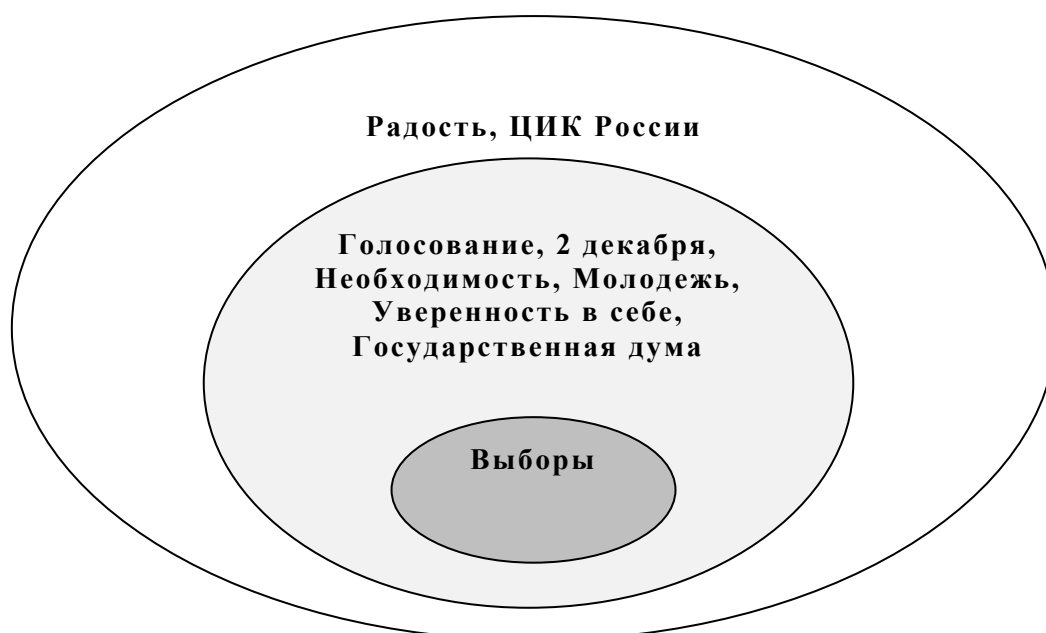 Радость, ЦИК России
Голосование, 2 декабря,
Необходимость, Молодежь,
Уверенность в себе,
Государственная дума
Выборы